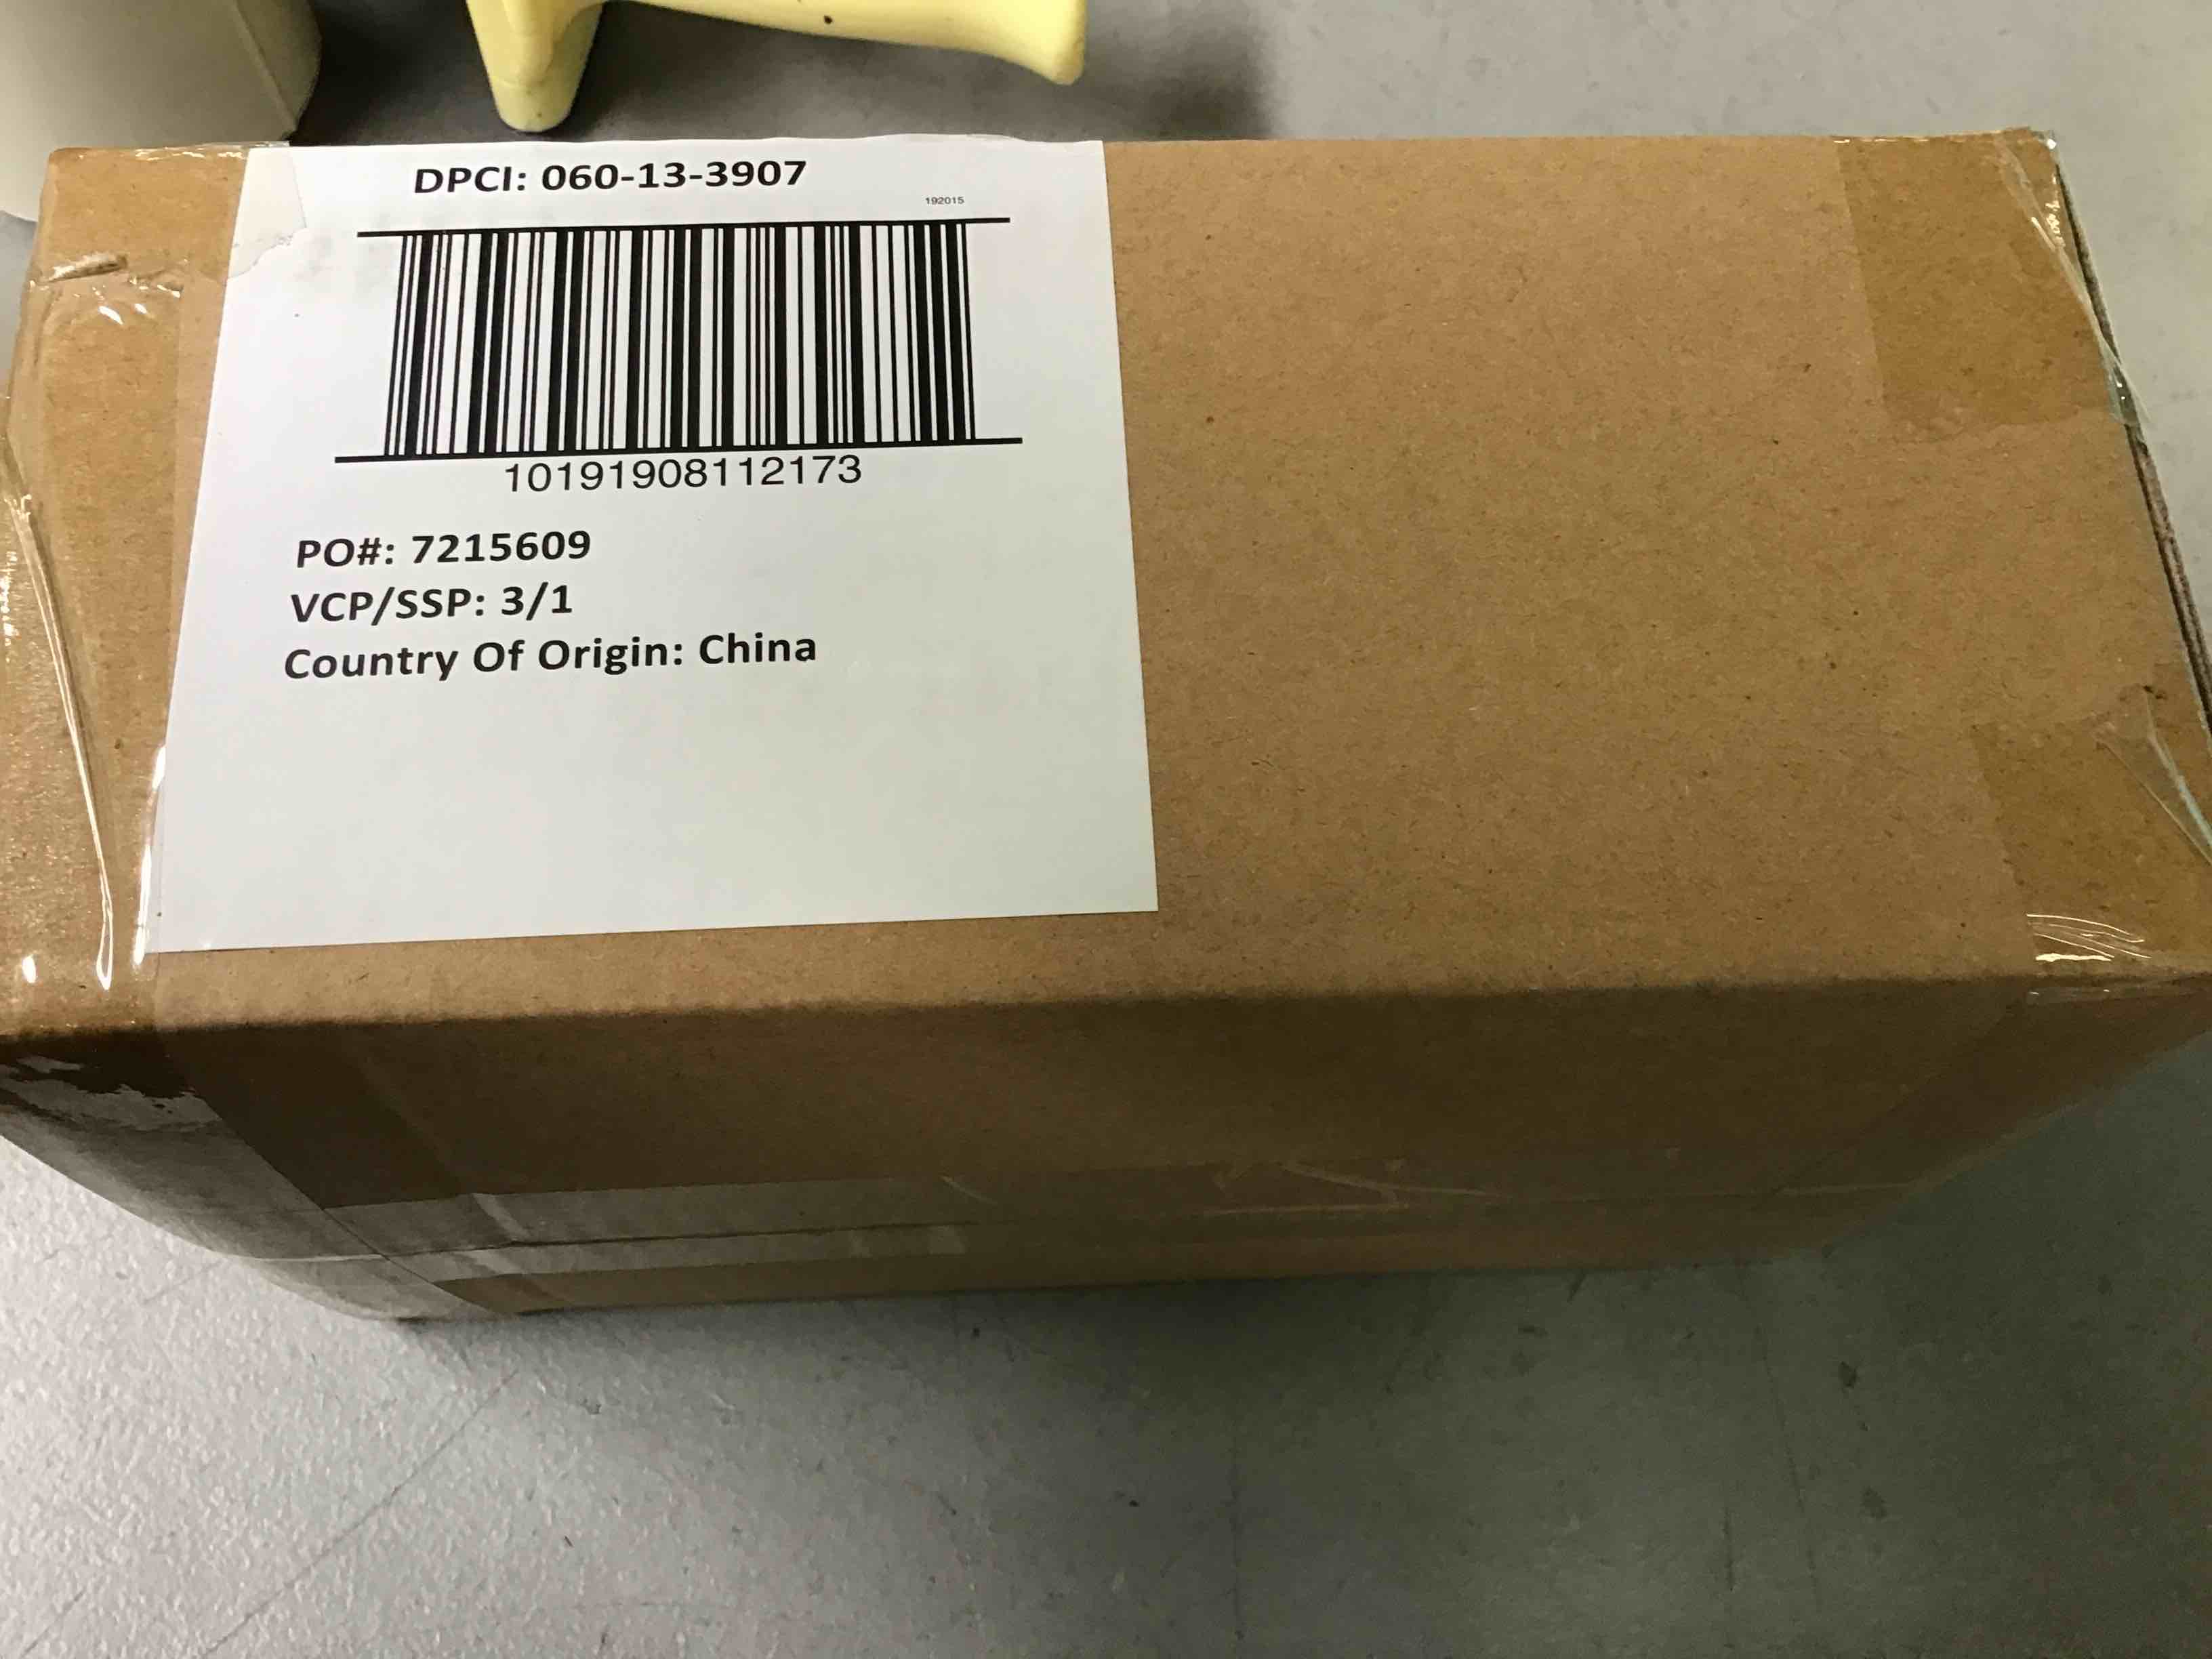 DPCI: 060-13-3907
192015
10191908112173
PO#: 7215609
VCP/SSP: 3/1
Country Of Origin: China